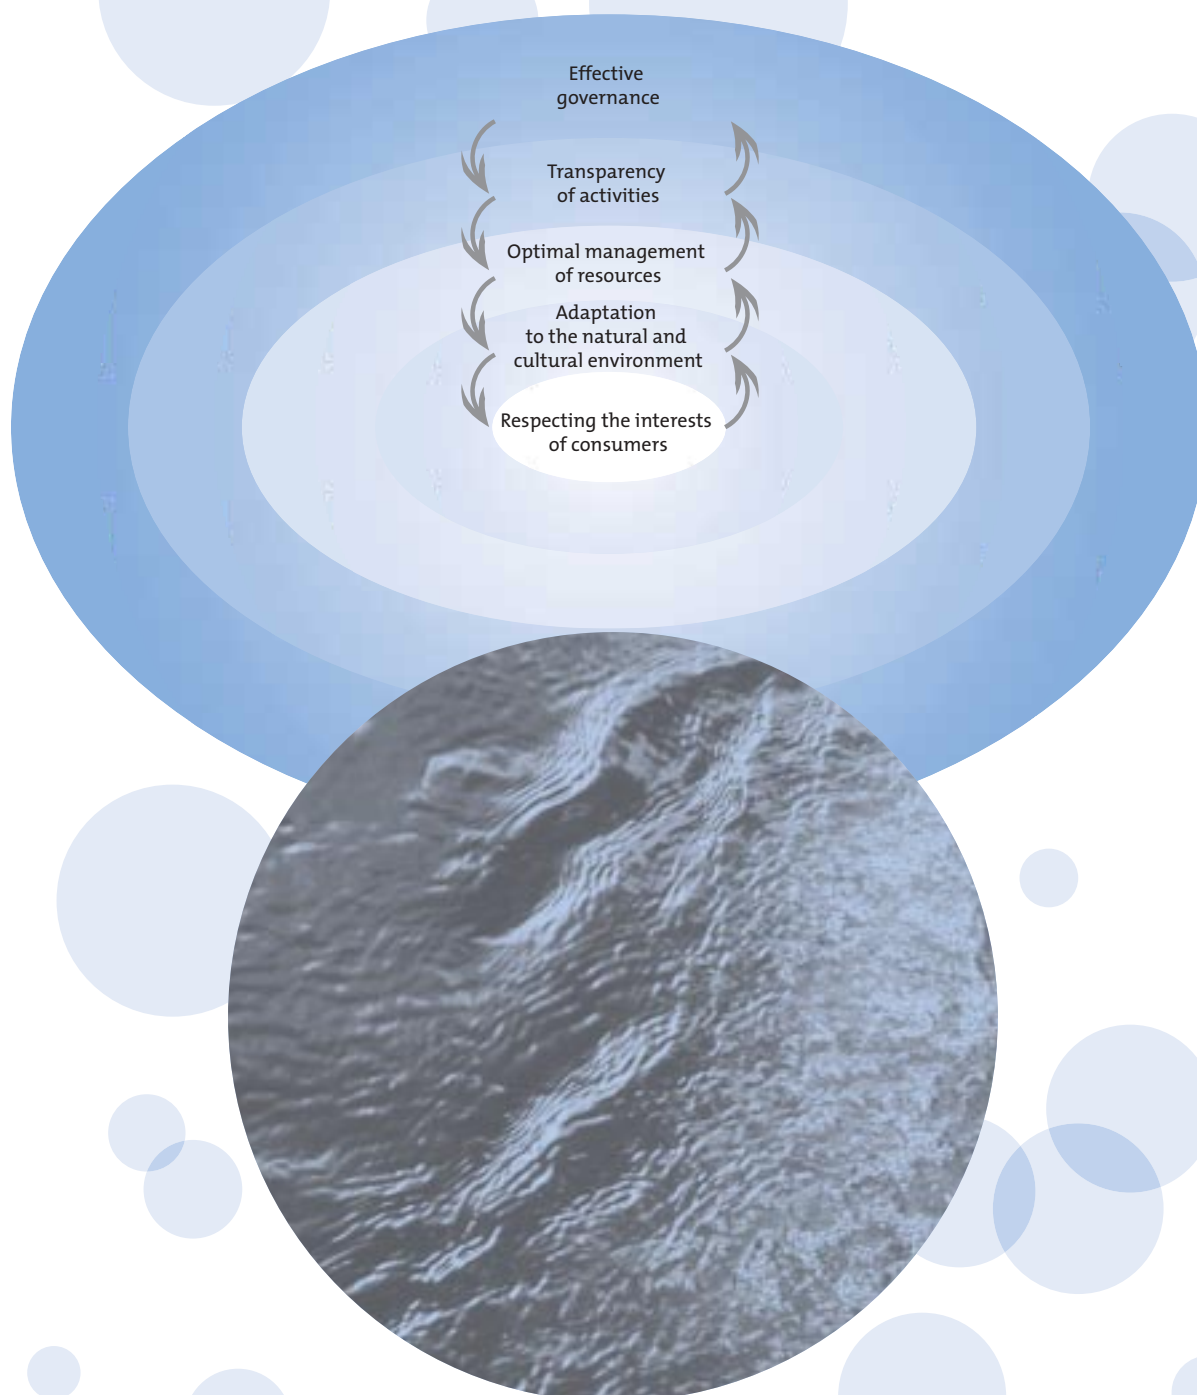 Effective
governance
Transparency
of activities
Optimal management
of resources
Adaptation
to the natural and
cultural environment
Respecting the interests
of consumers